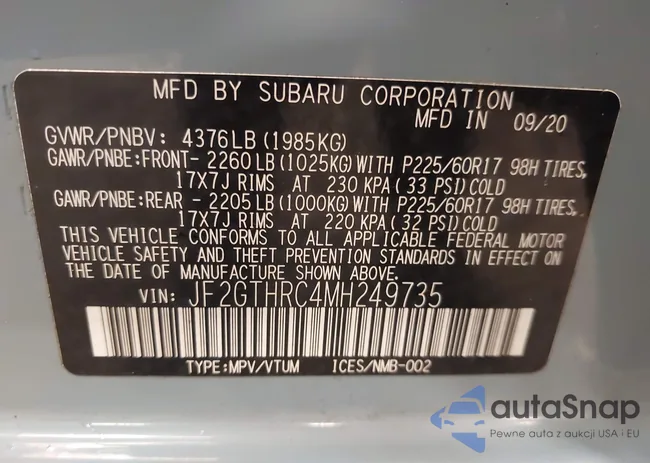 MFD BY SUBARU CORPORATION
MFD IN 09/20
GVWR/PNBV: 4376LB (1985KG)
GAWR/PNBE:FRONT- 2260LB (1025KG)WITH P225/60R17 98H TIRES,
17X7J RIMS AT 230 KPA( 33 PSI)COLD
GAWR/PNBE:REAR - 2205LB (1000KG)WITH P225/60R17 98H TIRES,
17X7J RIMS AT 220 KPA( 32 PSI)COLD
THIS VEHICLE CONFORMS TO ALL APPLICABLE FEDERAL MOTOR
VEHICLE SAFETY AND THEFT PREVENTION STANDARDS IN EFFECT ON
THE DATE OF MANUFACTURE SHOWN ABOVE.
VIN: JF2GTHRC4MH249735
TYPE:MPV/VTUM ICES/NMB-002
autaSnap
Pewne auta z aukcji USA i EU